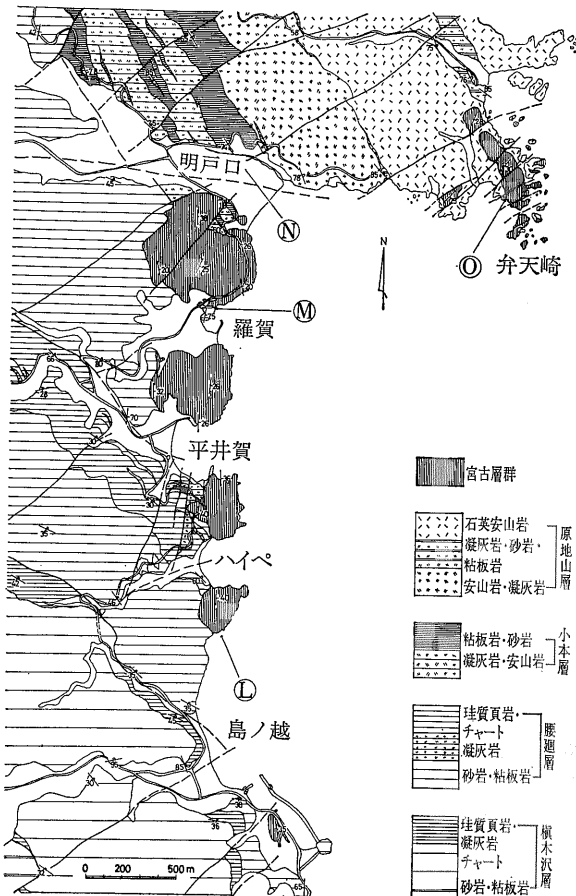 明戸口
Ⓝ
Ⓞ 弁天崎
N
Ⓜ
羅賀
平井賀
ハイペ
Ⓛ
島ノ越
0 200 500m
宮古層群
石英安山岩
凝灰岩・砂岩・
粘板岩
安山岩・凝灰岩
原地山層
粘板岩・砂岩
凝灰岩・安山岩
小本層
珪質頁岩・
チャート
凝灰岩
砂岩・粘板岩
腰廻層
珪質頁岩・
凝灰岩
チャート
砂岩・粘板岩
槇木沢層